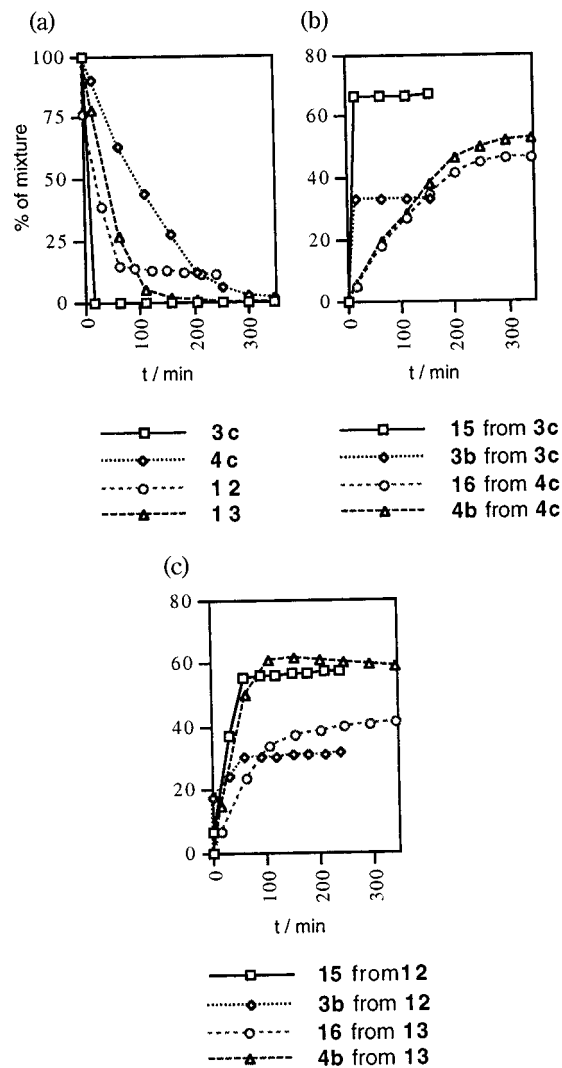 (a)
100
75
50
25
0
% of mixture
0
100
200
300
t / min
3c
4c
12
13
(b)
80
60
40
20
0
0
100
200
300
t / min
15 from 3c
3b from 3c
16 from 4c
4b from 4c
(c)
80
60
40
20
0
0
100
200
300
t / min
15 from12
3b from 12
16 from 13
4b from 13